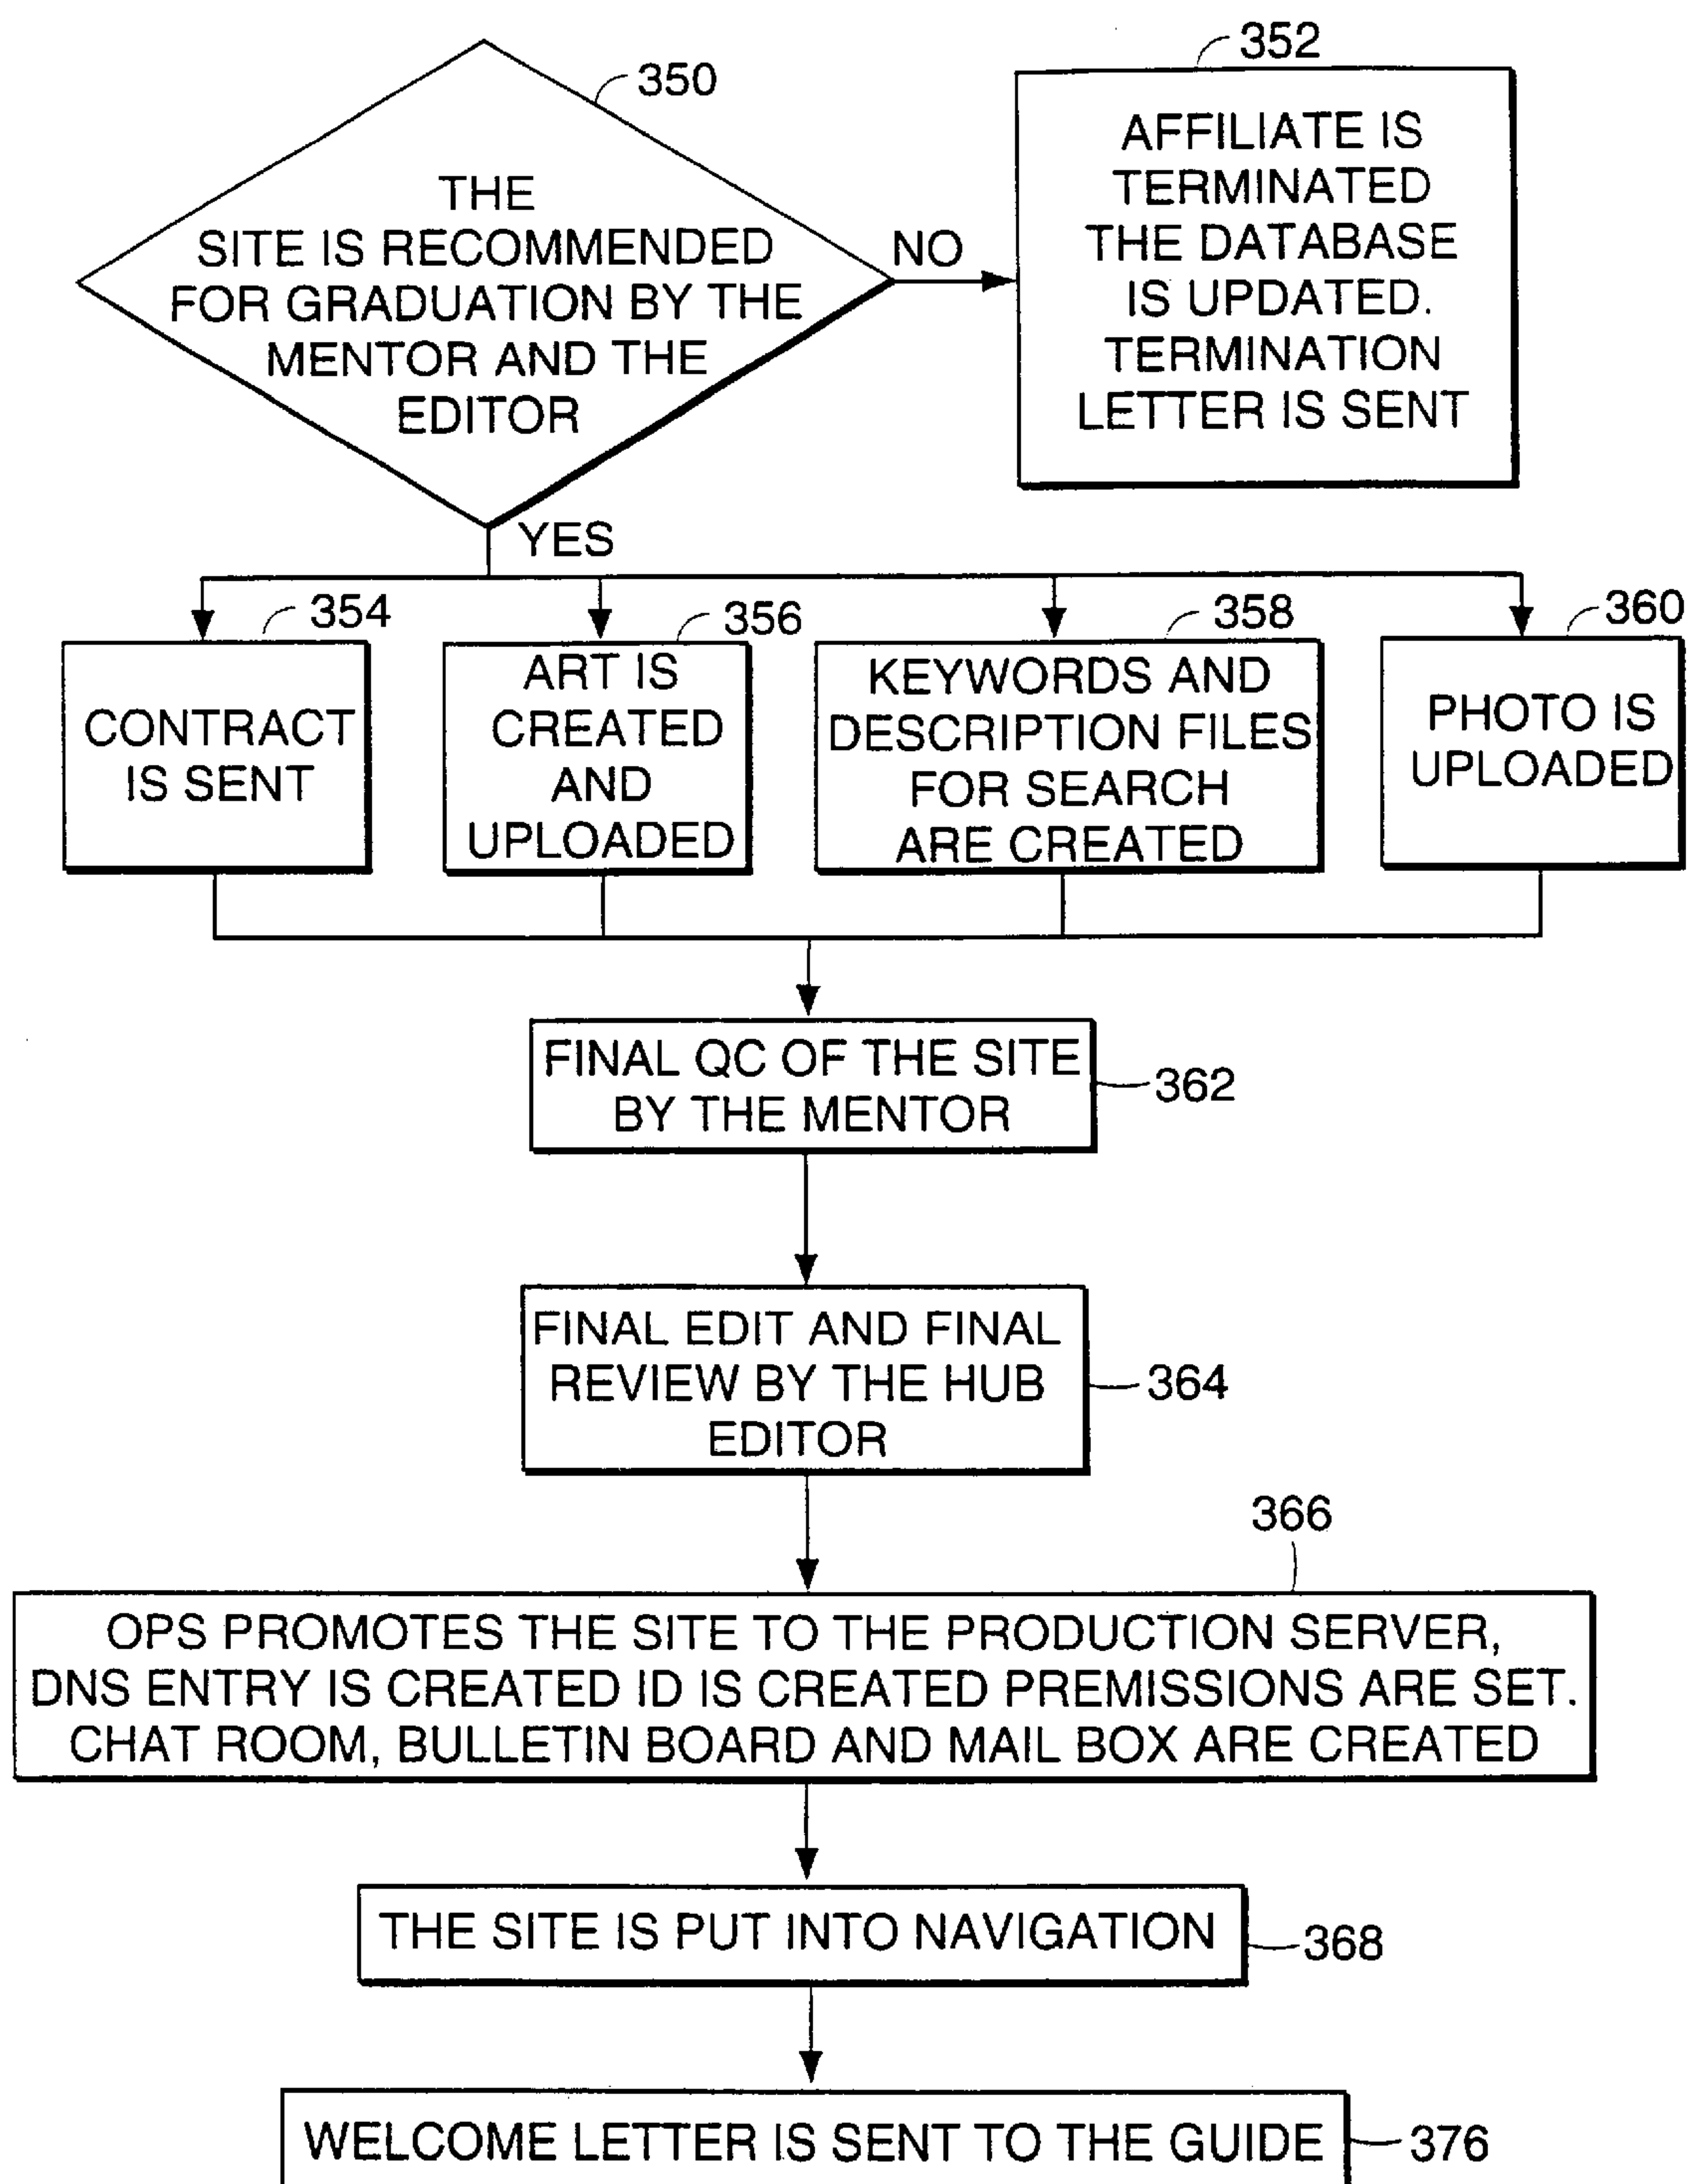 350
THE
SITE IS RECOMMENDED
FOR GRADUATION BY THE
MENTOR AND THE
EDITOR
NO
352
AFFILIATE IS
TERMINATED
THE DATABASE
IS UPDATED.
TERMINATION
LETTER IS SENT
YES
354
CONTRACT
IS SENT
356
ART IS
CREATED
AND
UPLOADED
358
KEYWORDS AND
DESCRIPTION FILES
FOR SEARCH
ARE CREATED
360
PHOTO IS
UPLOADED
FINAL QC OF THE SITE
BY THE MENTOR
362
FINAL EDIT AND FINAL
REVIEW BY THE HUB
EDITOR
364
366
OPS PROMOTES THE SITE TO THE PRODUCTION SERVER,
DNS ENTRY IS CREATED ID IS CREATED PREMISSIONS ARE SET.
CHAT ROOM, BULLETIN BOARD AND MAIL BOX ARE CREATED
THE SITE IS PUT INTO NAVIGATION
368
WELCOME LETTER IS SENT TO THE GUIDE
376